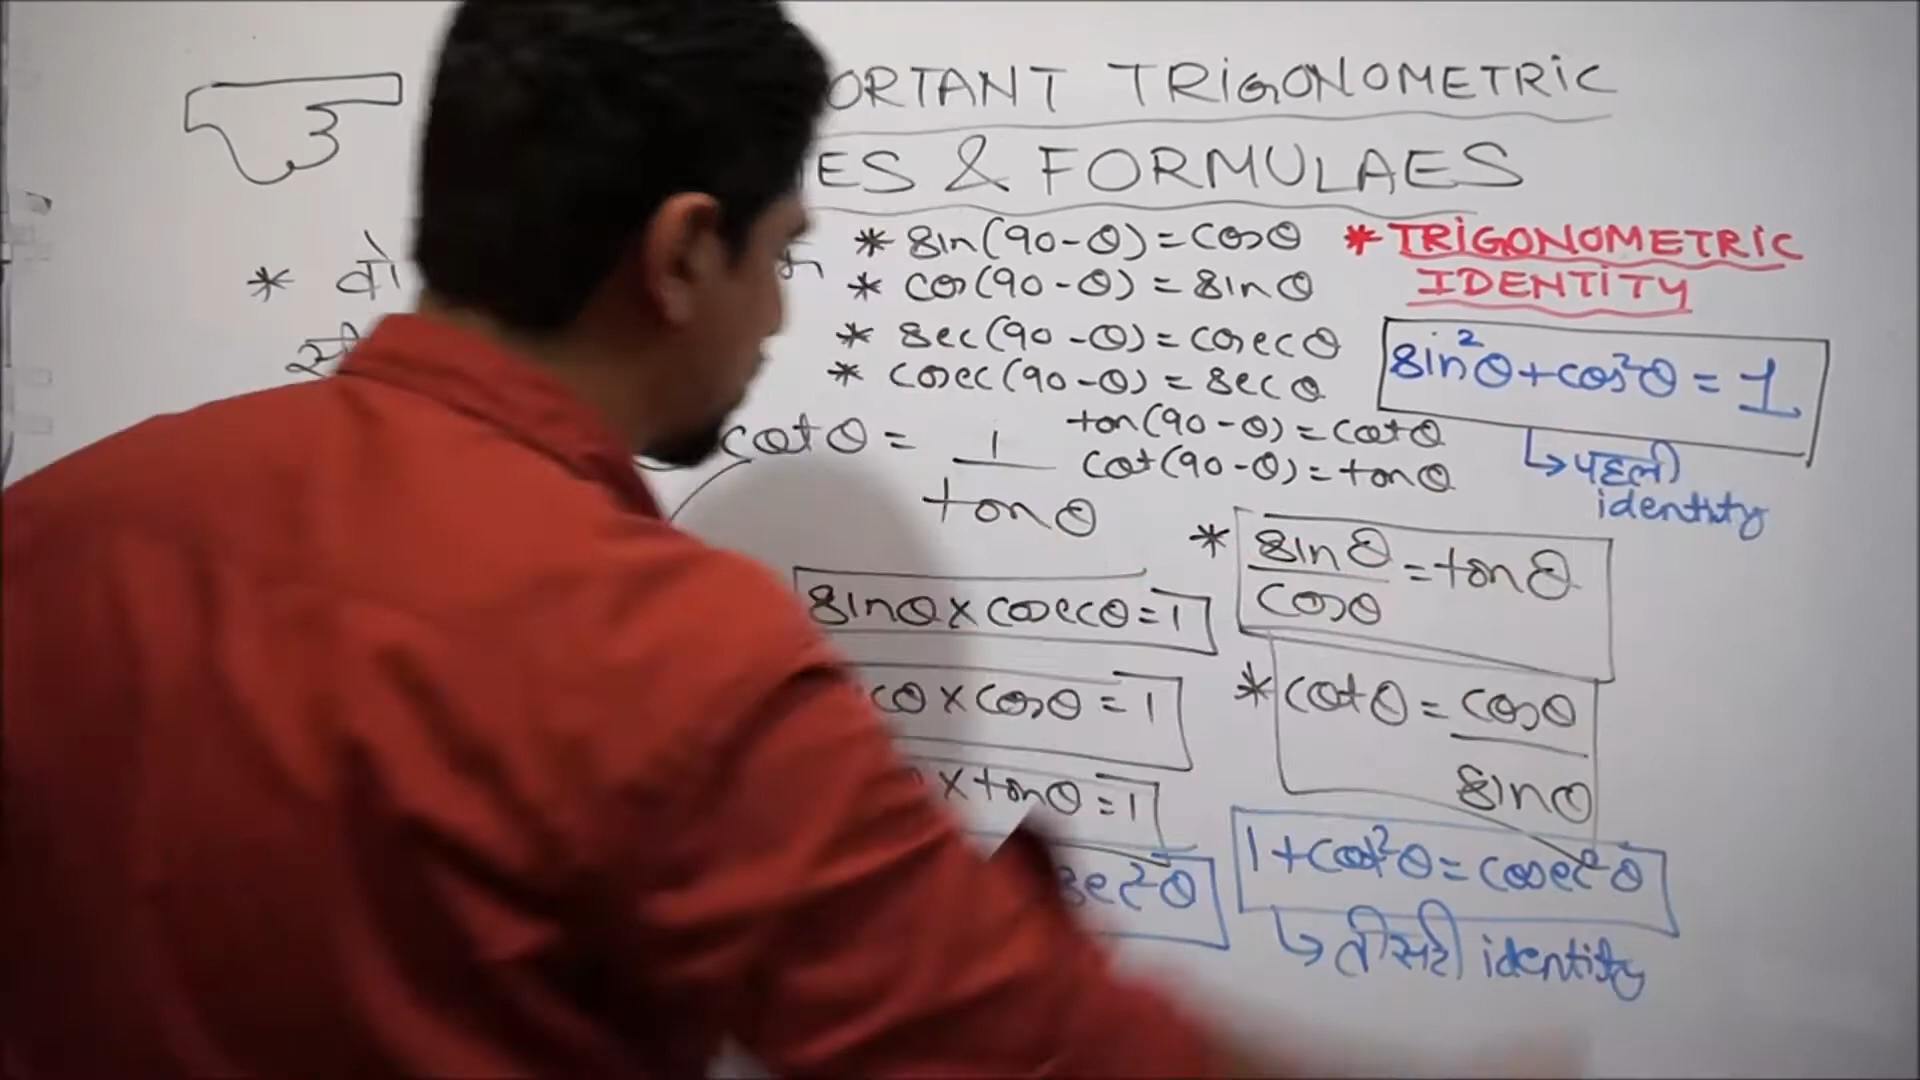 ORTANT TRIGONOMETRIC
ES & FORMULAES
* वो
* sin(90-θ)=cosθ
* cos(90-θ)=sinθ
* sec(90-θ)=cosecθ
* cosec(90-θ)=secθ
tan(90-θ)=cotθ
cot(90-θ)=tanθ
cotθ = 1/tanθ
sinθ×cosecθ=1
cθ×cosθ=1
×tanθ=1
sec²θ
* TRIGONOMETRIC
IDENTITY
sin²θ+cos²θ=1
↳पहली
identity
* sinθ/cosθ=tanθ
* cotθ=cosθ/sinθ
1+cot²θ=cosec²θ
↳तीसरी identity